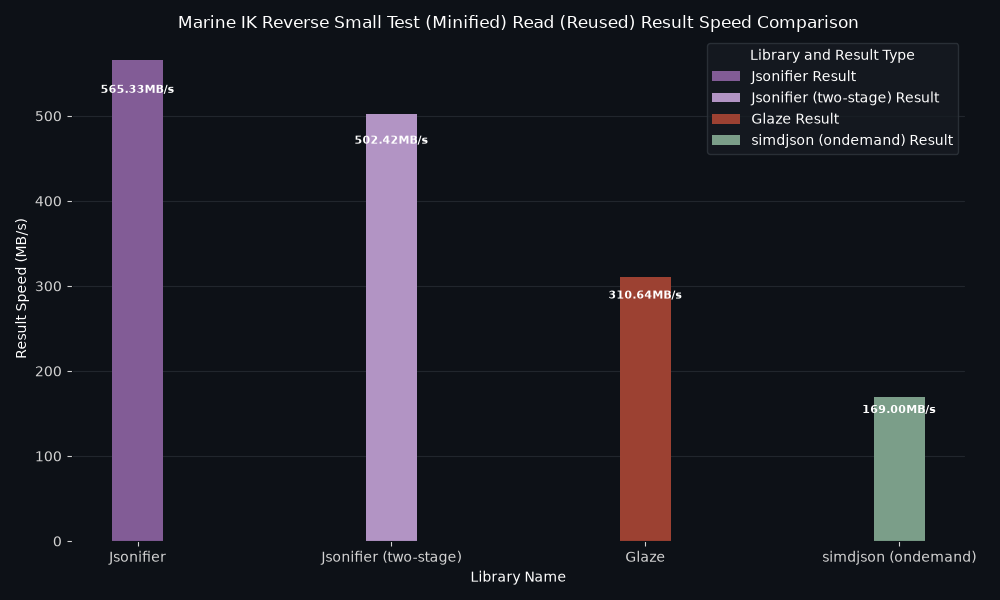 Marine IK Reverse Small Test (Minified) Read (Reused) Result Speed Comparison
Library and Result Type
Jsonifier Result
Jsonifier (two-stage) Result
Glaze Result
simdjson (ondemand) Result
565.33MB/s
502.42MB/s
310.64MB/s
169.00MB/s
Result Speed (MB/s)
500
400
300
200
100
0
Jsonifier
Jsonifier (two-stage)
Glaze
simdjson (ondemand)
Library Name